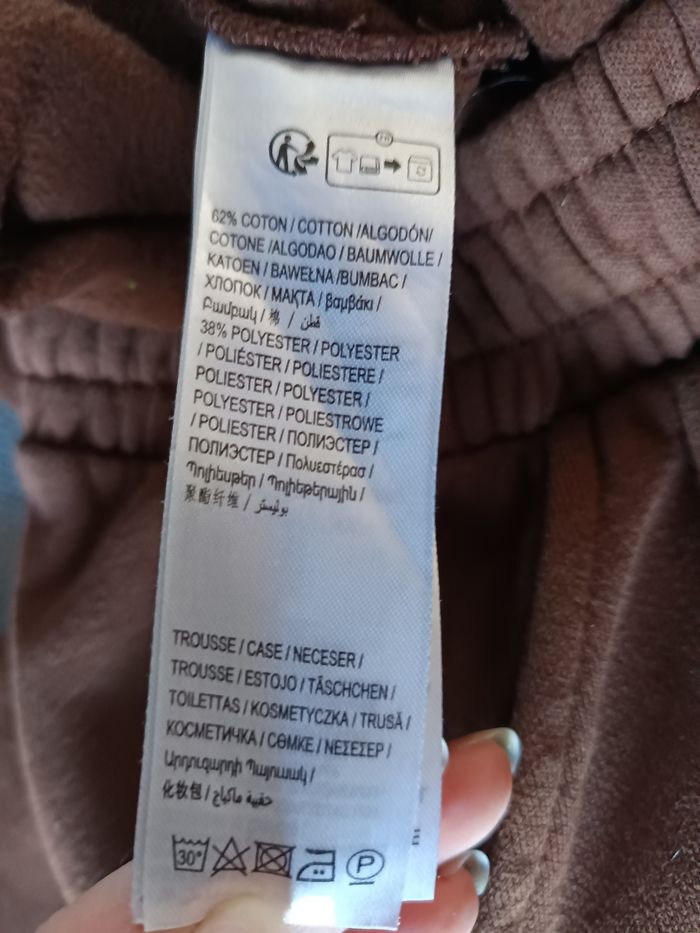 FR
62% COTON / COTTON /ALGODÓN/
COTONE /ALGODAO / BAUMWOLLE /
KATOEN / BAWEŁNA /BUMBAC /
ХЛОПОК / МАҚТА / βαμβάκι /
Բամբակ / 棉 / قطن /
38% POLYESTER / POLYESTER
/ POLIÉSTER / POLIESTERE /
POLIESTER / POLYESTER /
POLYESTER / POLIESTROWE
/ POLIESTER / ПОЛИЭСТЕР /
ПОЛИЭСТЕР / Πολυεστέρασ /
Պոլիեսթեր / Պոլիեթերային /
聚酯纤维 / بوليستر
TROUSSE / CASE / NECESER /
TROUSSE / ESTOJO / TÄSCHCHEN /
TOILETTAS / KOSMETYCZKA / TRUSĂ /
КОСМЕТИЧКА / СӨМКЕ / ΝΕΣΕΣΕΡ /
Արդուզարդի Պայուսակ /
化妆包 / حقيبة ماكياج
30°
P